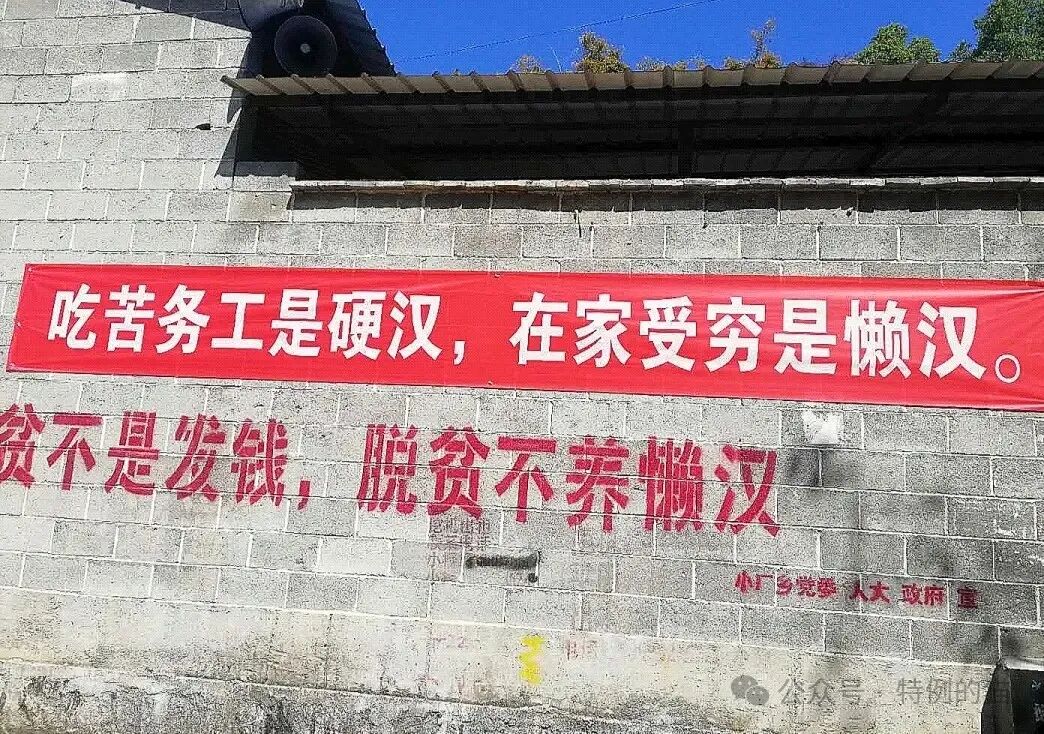 吃苦务工是硬汉，在家受穷是懒汉。
贫不是发钱，脱贫不养懒汉
小厂乡党委 人大 政府 宣
公众号·特例的